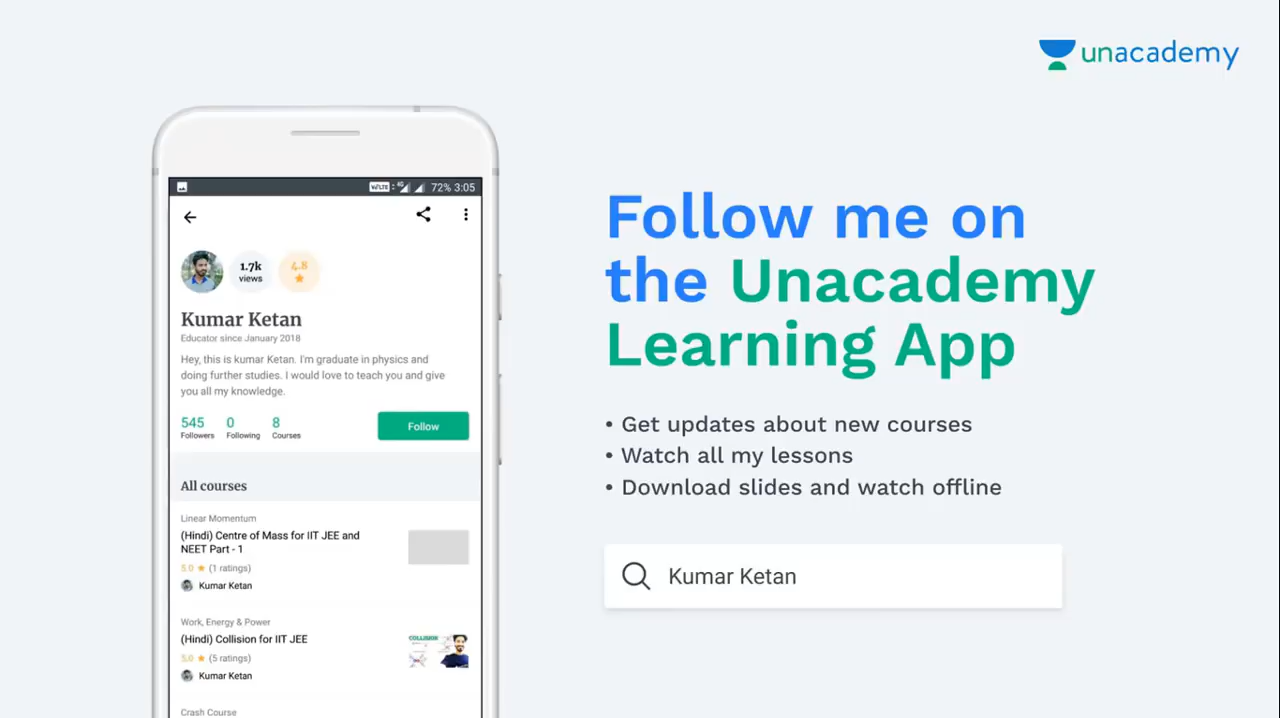 unacademy
VoLTE 4G 72% 3:05
1.7k
views
4.8
Kumar Ketan
Educator since January 2018
Hey, this is kumar Ketan. I'm graduate in physics and
doing further studies. I would love to teach you and give
you all my knowledge.
545 0 8
Followers Following Courses
Follow
All courses
Linear Momentum
(Hindi) Centre of Mass for IIT JEE and
NEET Part - 1
5.0 ★ (1 ratings)
Kumar Ketan
Work, Energy & Power
(Hindi) Collision for IIT JEE
COLLISION
5.0 ★ (5 ratings)
Kumar Ketan
Crash Course
Follow me on
the Unacademy
Learning App
• Get updates about new courses
• Watch all my lessons
• Download slides and watch offline
Kumar Ketan